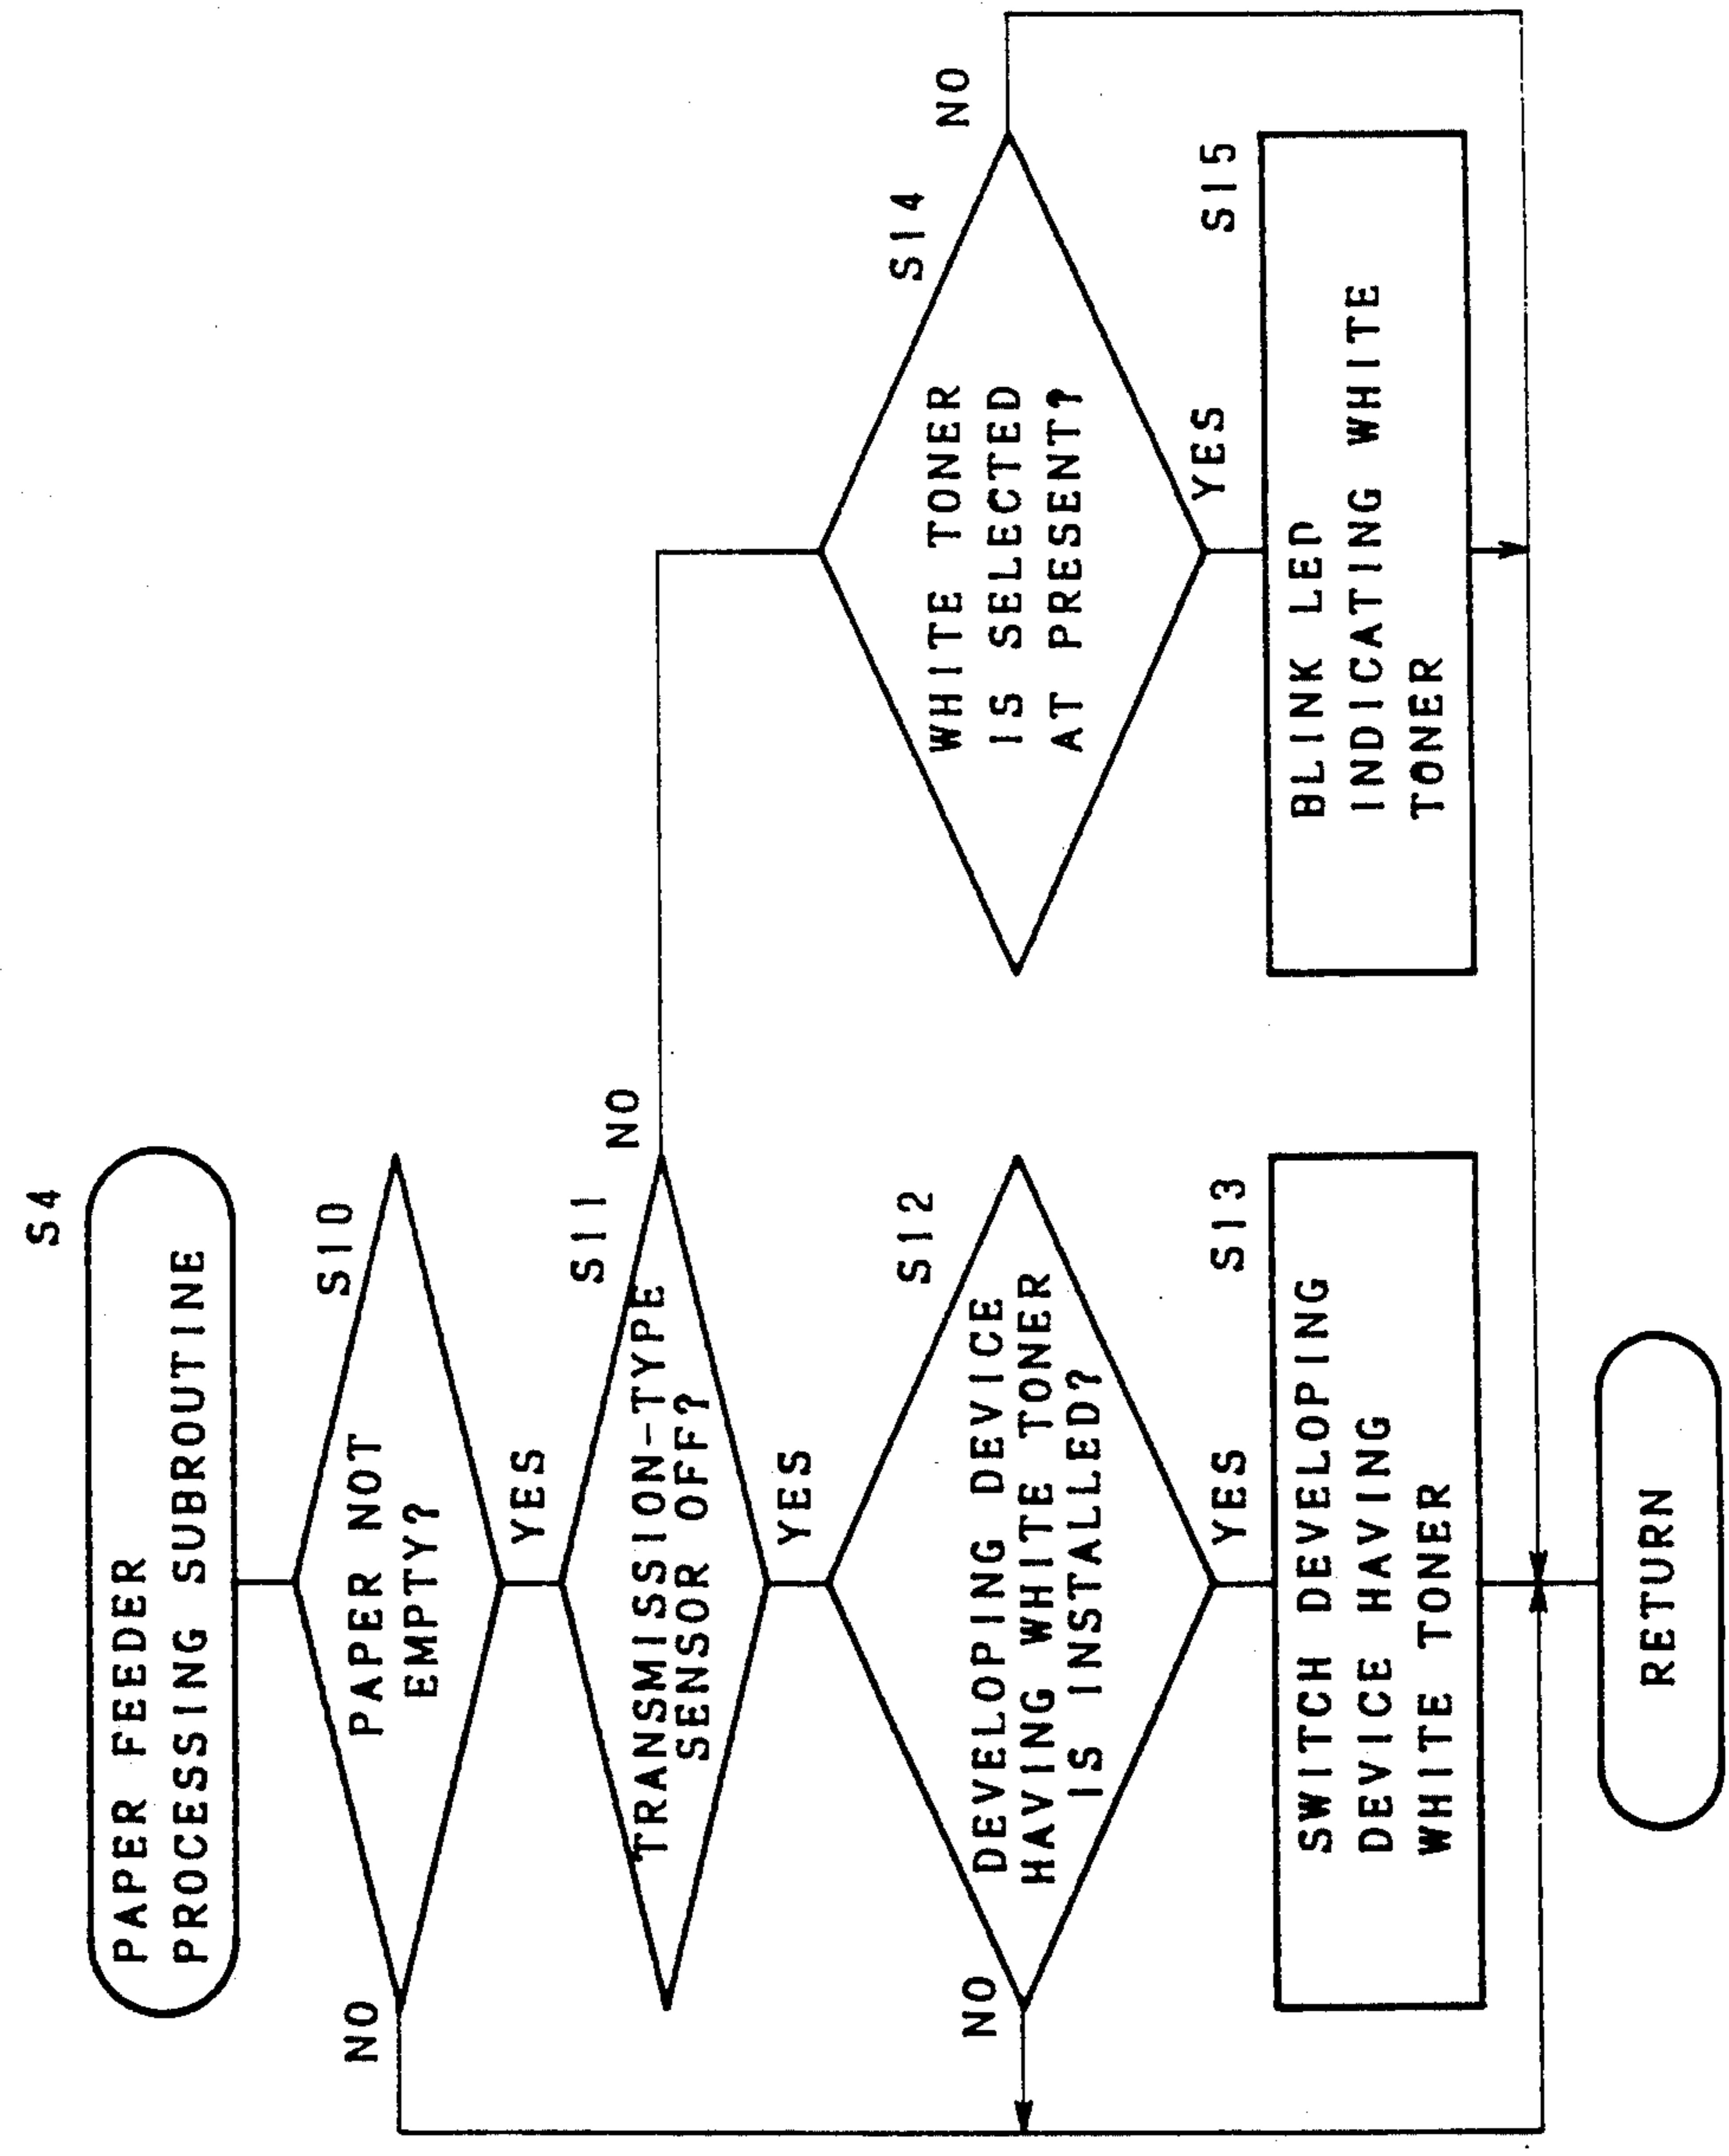 S4
PAPER FEEDER
PROCESSING SUBROUTINE
S10
PAPER NOT
EMPTY?
NO
YES
S11
TRANSMISSION-TYPE
SENSOR OFF?
NO
YES
S12
DEVELOPING DEVICE
HAVING WHITE TONER
IS INSTALLED?
NO
YES
S13
SWITCH DEVELOPING
DEVICE HAVING
WHITE TONER
S14
WHITE TONER
IS SELECTED
AT PRESENT?
NO
YES
S15
BLINK LED
INDICATING WHITE
TONER
RETURN